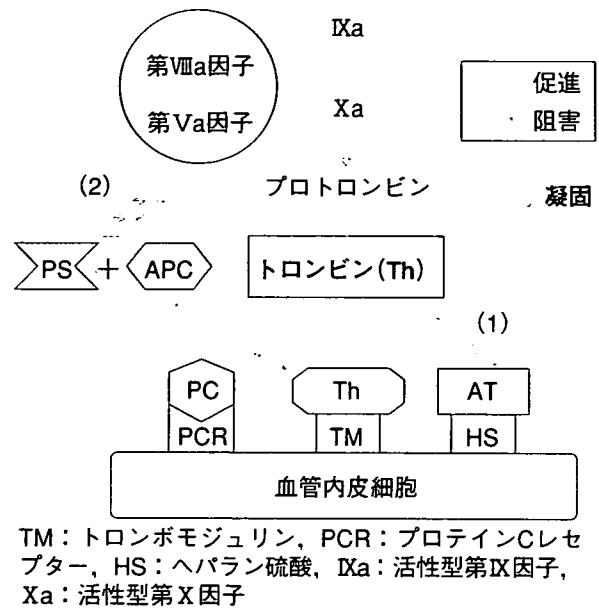 Ⅸa
第Ⅷa因子
第Ⅴa因子
Ⅹa
促進
阻害
(2)
プロトロンビン
凝固
PS + APC
トロンビン(Th)
(1)
PC
Th
AT
PCR
TM
HS
血管内皮細胞
TM：トロンボモジュリン，PCR：プロテインCレセ
プター，HS：ヘパラン硫酸，Ⅸa：活性型第Ⅸ因子，
Ⅹa：活性型第Ⅹ因子